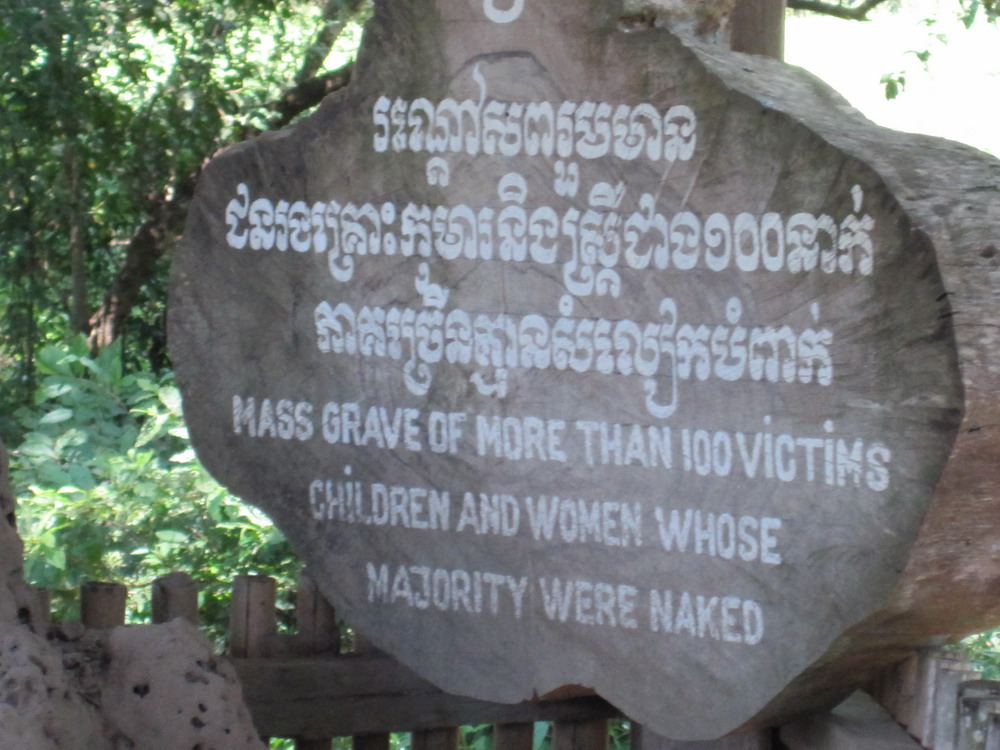 រណ្ដៅសពរួមមាន
ជនរងគ្រោះកុមារនិងស្ត្រីជាង១០០នាក់
ភាគច្រើនគ្មានសំលៀកបំពាក់
MASS GRAVE OF MORE THAN 100 VICTIMS
CHILDREN AND WOMEN WHOSE
MAJORITY WERE NAKED